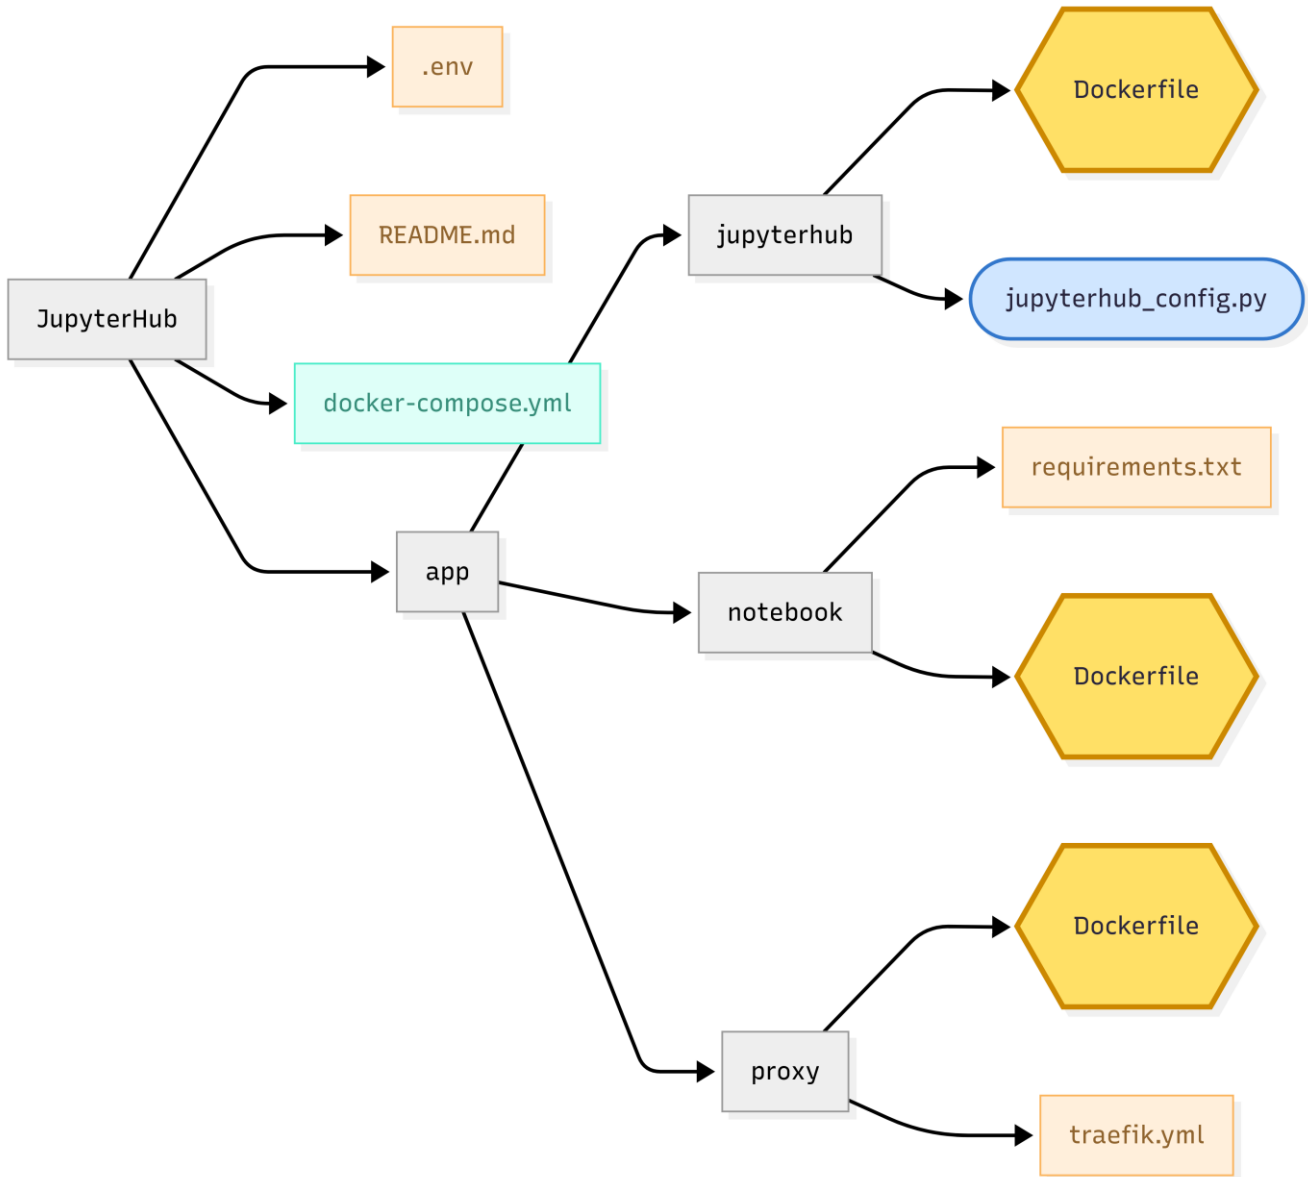 .env
Dockerfile
README.md
jupyterhub
JupyterHub
jupyterhub_config.py
docker-compose.yml
requirements.txt
app
notebook
Dockerfile
Dockerfile
proxy
traefik.yml